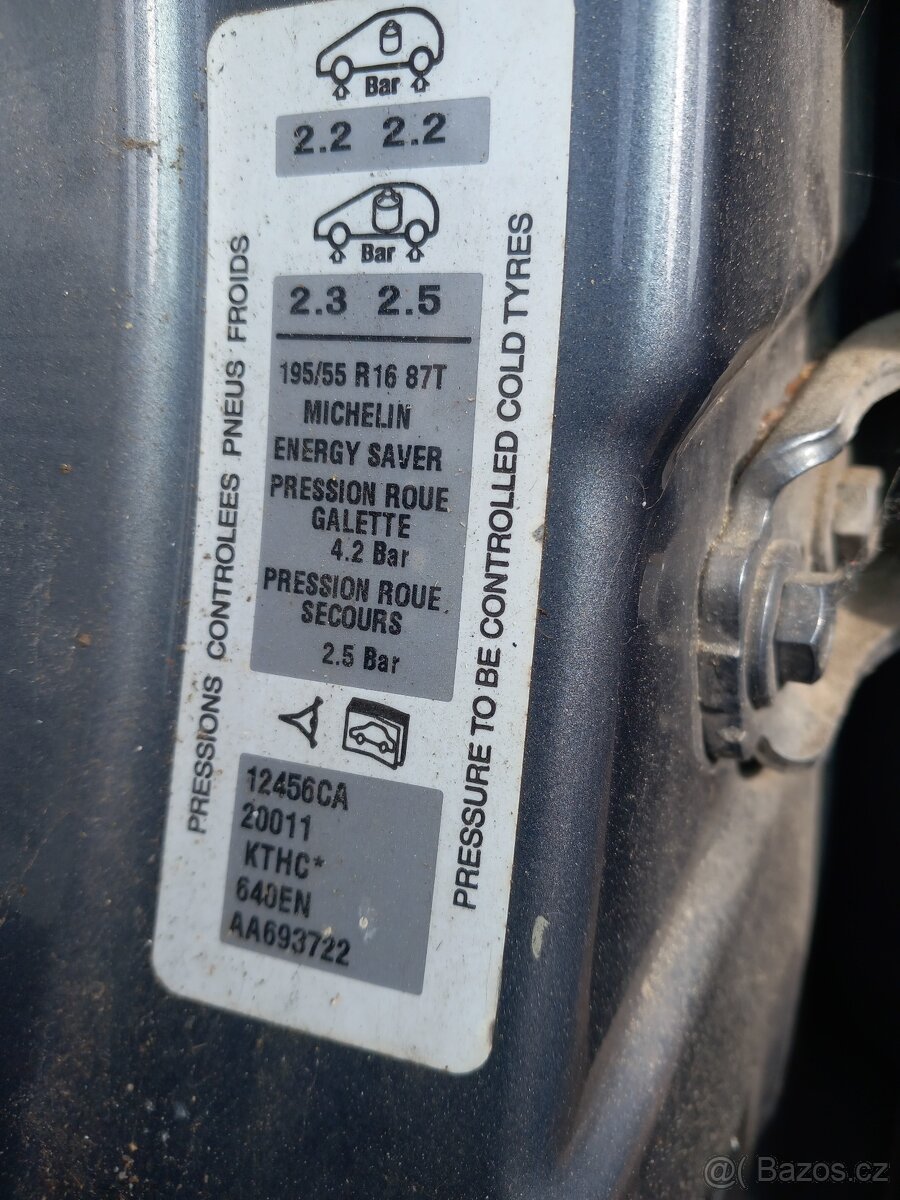 Bar
2.2 2.2
Bar
2.3 2.5
195/55 R16 87T
MICHELIN
ENERGY SAVER
PRESSION ROUE
GALETTE
4.2 Bar
PRESSION ROUE
SECOURS
2.5 Bar
12456CA
20011
KTHC*
640EN
AA693722
PRESSIONS CONTROLEES PNEUS FROIDS
PRESSURE TO BE CONTROLLED COLD TYRES
@( Bazos.cz